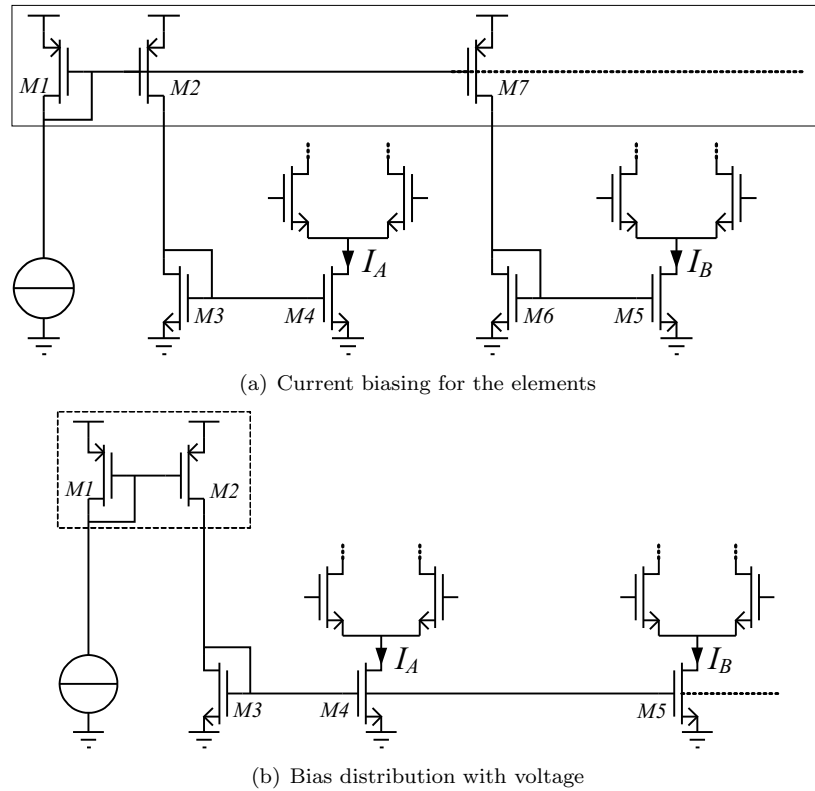 M1
M2
M7
I_A
I_B
M3
M4
M6
M5
(a) Current biasing for the elements
M1
M2
I_A
I_B
M3
M4
M5
(b) Bias distribution with voltage